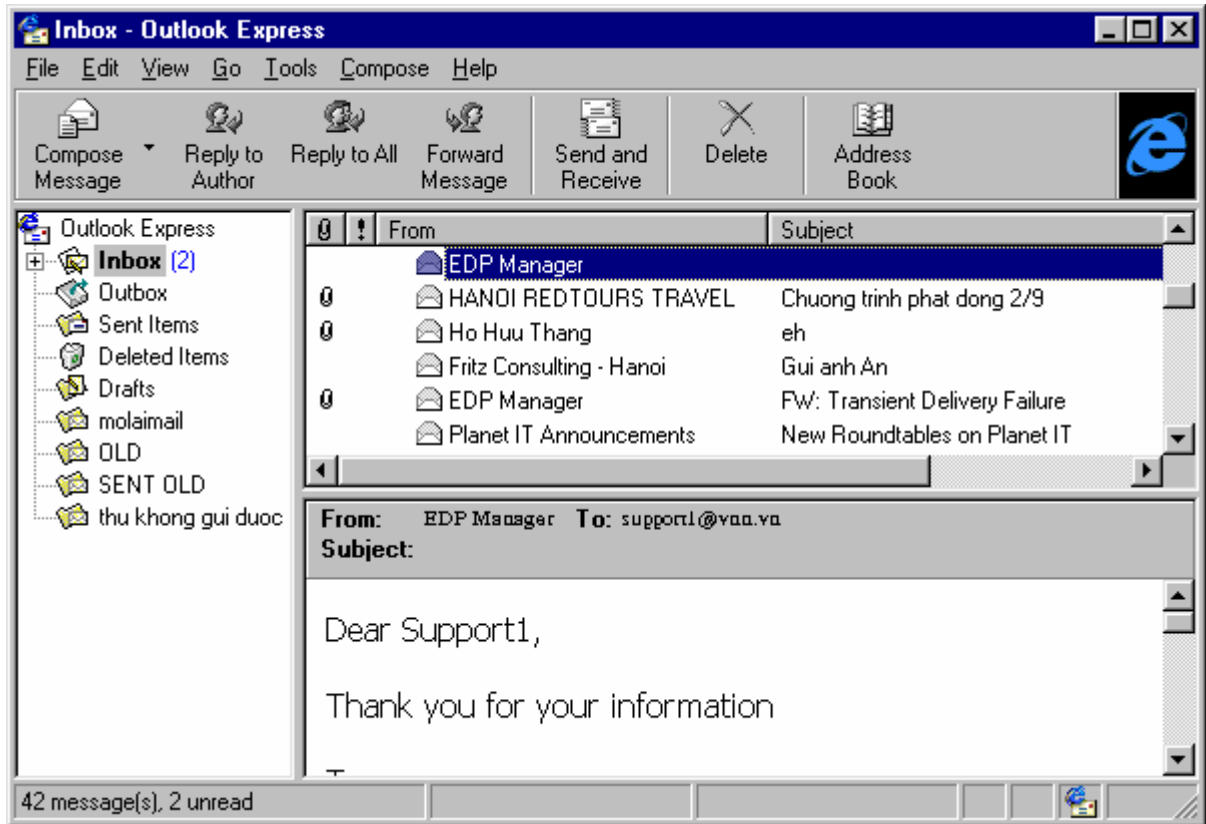 Inbox - Outlook Express
File Edit View Go Tools Compose Help
Compose Message
Reply to Author
Reply to All
Forward Message
Send and Receive
Delete
Address Book
Outlook Express
Inbox (2)
Outbox
Sent Items
Deleted Items
Drafts
molaimail
OLD
SENT OLD
thu khong gui duoc
From Subject
EDP Manager
HANOI REDTOURS TRAVEL Chuong trinh phat dong 2/9
Ho Huu Thang eh
Fritz Consulting - Hanoi Gui anh An
EDP Manager FW: Transient Delivery Failure
Planet IT Announcements New Roundtables on Planet IT
From: EDP Manager To: support1@vnn.vn
Subject:
Dear Support1,
Thank you for your information
42 message(s), 2 unread